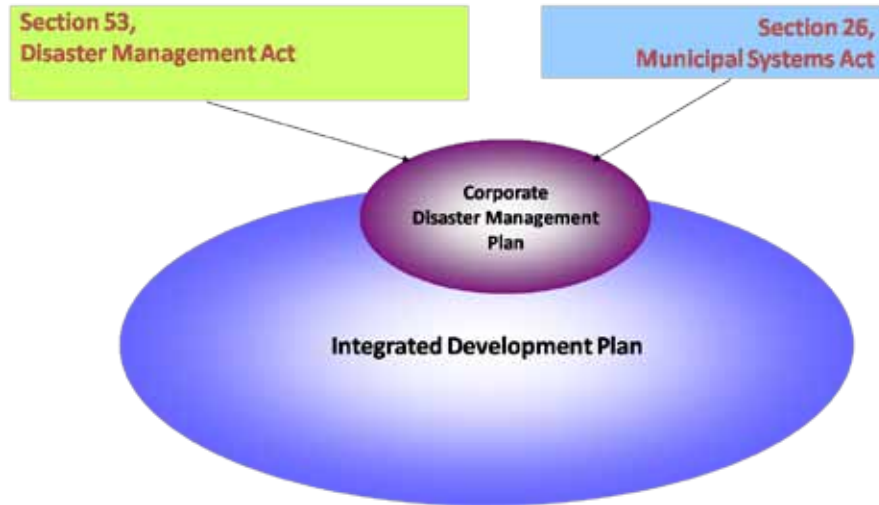 Section 53,
Disaster Management Act
Section 26,
Municipal Systems Act
Corporate
Disaster Management
Plan
Integrated Development Plan